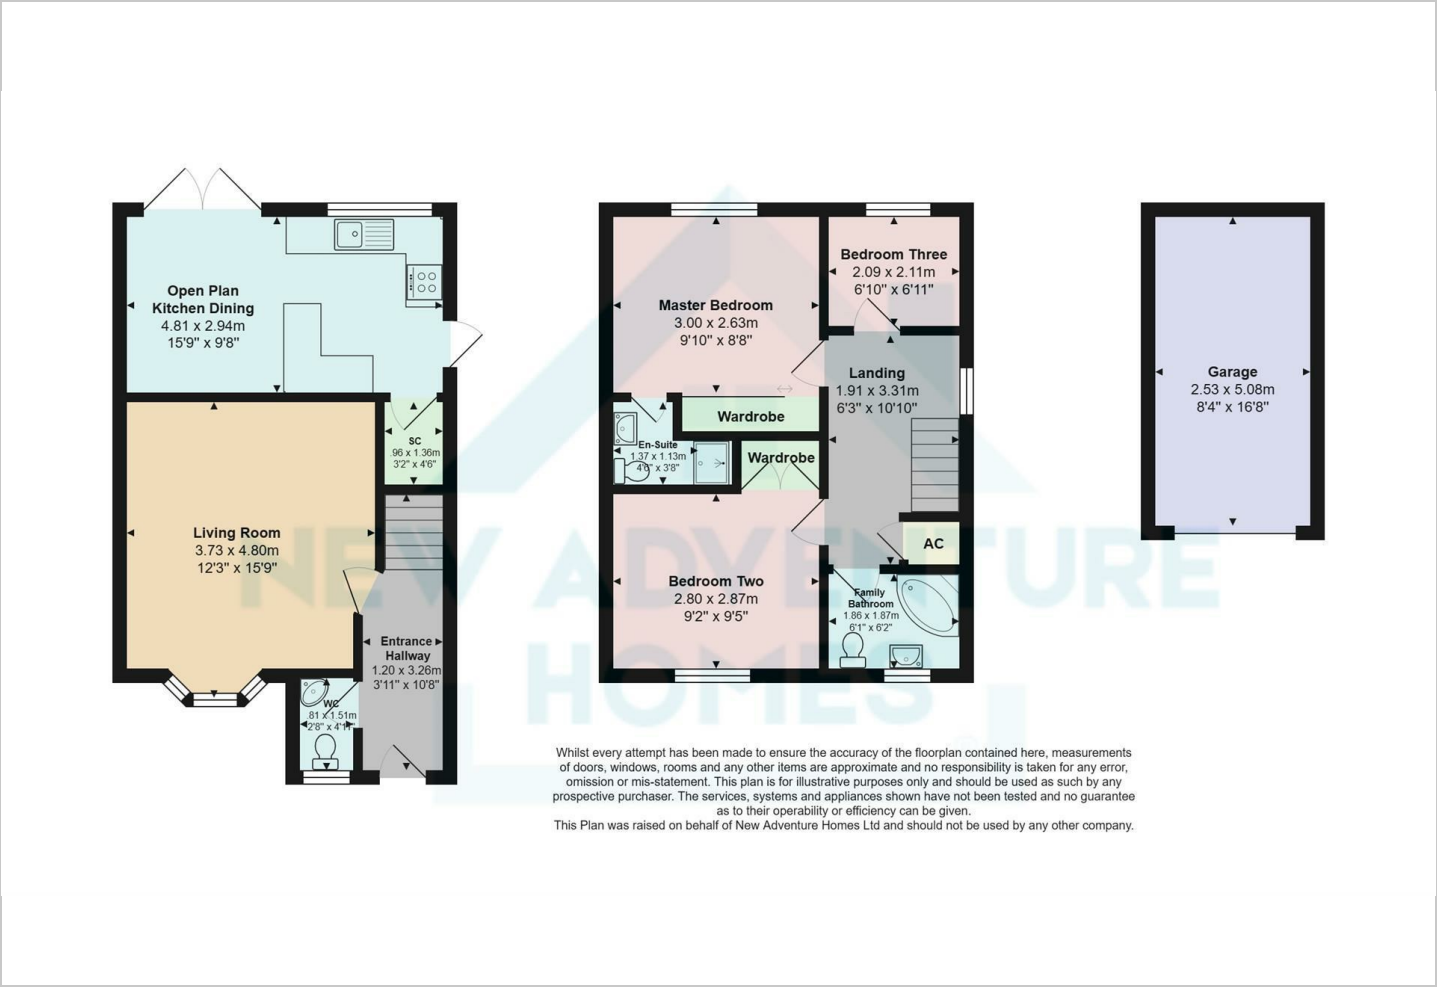 Open Plan
Kitchen Dining
4.81 x 2.94m
15'9" x 9'8"
SC
.96 x 1.36m
3'2" x 4'6"
Living Room
3.73 x 4.80m
12'3" x 15'9"
Entrance
Hallway
1.20 x 3.26m
3'11" x 10'8"
WC
.81 x 1.51m
2'8" x 4'11"
Master Bedroom
3.00 x 2.63m
9'10" x 8'8"
Bedroom Three
2.09 x 2.11m
6'10" x 6'11"
Landing
1.91 x 3.31m
6'3" x 10'10"
Wardrobe
En-Suite
1.37 x 1.13m
4'6" x 3'8"
Wardrobe
AC
Bedroom Two
2.80 x 2.87m
9'2" x 9'5"
Family
Bathroom
1.86 x 1.87m
6'1" x 6'2"
Garage
2.53 x 5.08m
8'4" x 16'8"
NEW ADVENTURE
HOMES
Whilst every attempt has been made to ensure the accuracy of the floorplan contained here, measurements
of doors, windows, rooms and any other items are approximate and no responsibility is taken for any error,
omission or mis-statement. This plan is for illustrative purposes only and should be used as such by any
prospective purchaser. The services, systems and appliances shown have not been tested and no guarantee
as to their operability or efficiency can be given.
This Plan was raised on behalf of New Adventure Homes Ltd and should not be used by any other company.